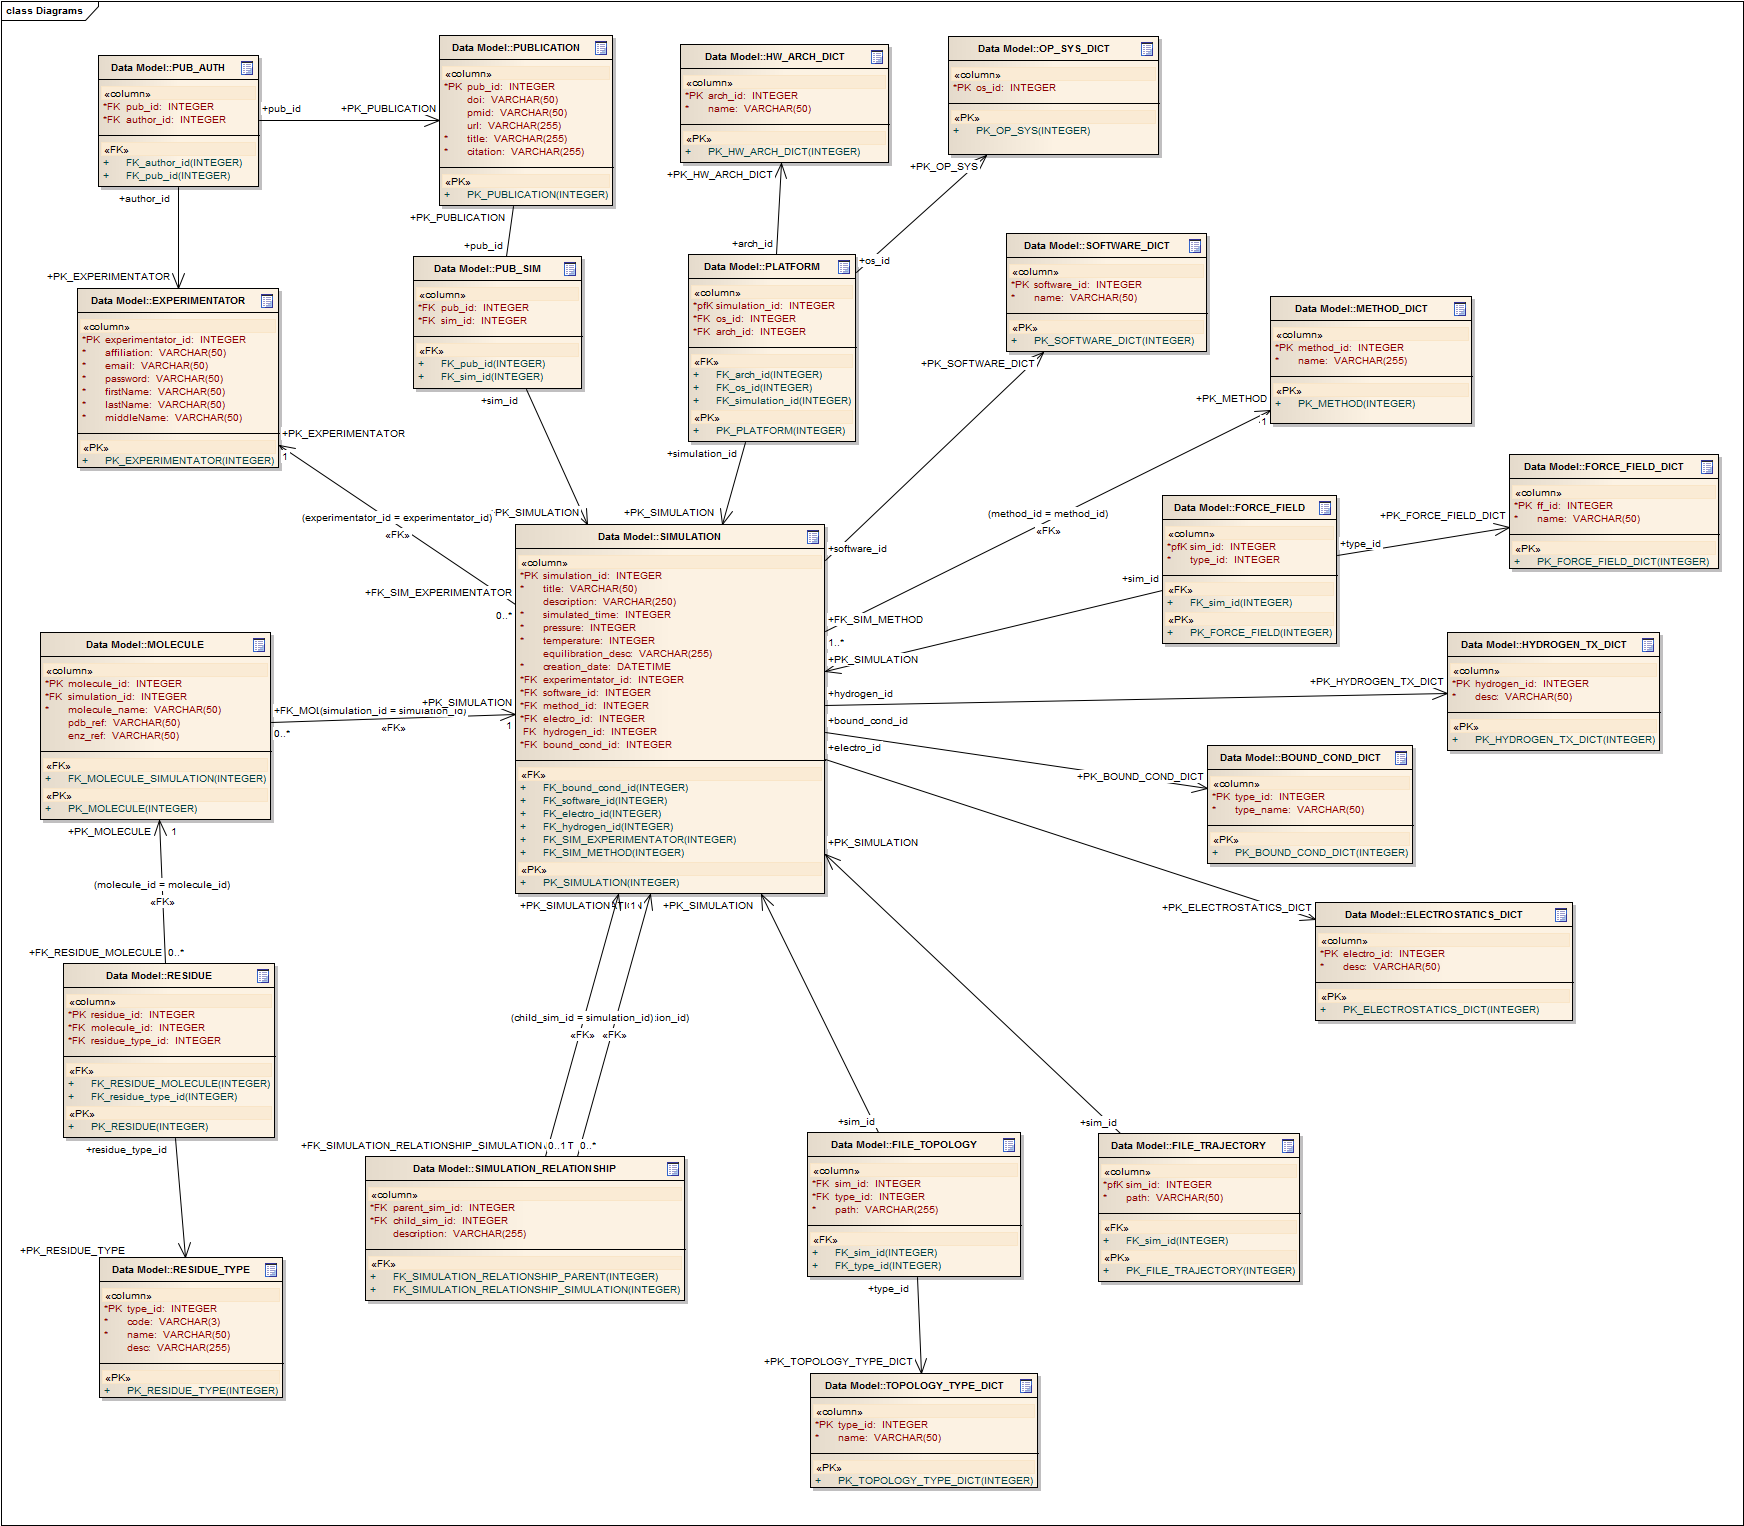 class Diagrams
Data Model::PUB_AUTH
«column»
*FK pub_id: INTEGER
*FK author_id: INTEGER
«FK»
+ FK_author_id(INTEGER)
+ FK_pub_id(INTEGER)
+pub_id
+PK_PUBLICATION
+author_id
+PK_EXPERIMENTATOR
Data Model::PUBLICATION
«column»
*PK pub_id: INTEGER
doi: VARCHAR(50)
pmid: VARCHAR(50)
url: VARCHAR(255)
* title: VARCHAR(255)
* citation: VARCHAR(255)
«PK»
+ PK_PUBLICATION(INTEGER)
+PK_PUBLICATION
+pub_id
Data Model::HW_ARCH_DICT
«column»
*PK arch_id: INTEGER
* name: VARCHAR(50)
«PK»
+ PK_HW_ARCH_DICT(INTEGER)
+PK_HW_ARCH_DICT
+arch_id
Data Model::OP_SYS_DICT
«column»
*PK os_id: INTEGER
«PK»
+ PK_OP_SYS(INTEGER)
+PK_OP_SYS
+os_id
Data Model::EXPERIMENTATOR
«column»
*PK experimentator_id: INTEGER
* affiliation: VARCHAR(50)
* email: VARCHAR(50)
* password: VARCHAR(50)
* firstName: VARCHAR(50)
* lastName: VARCHAR(50)
* middleName: VARCHAR(50)
«PK»
+ PK_EXPERIMENTATOR(INTEGER)
+PK_EXPERIMENTATOR
1
(experimentator_id = experimentator_id)
«FK»
+FK_SIM_EXPERIMENTATOR
0..*
Data Model::PUB_SIM
«column»
*FK pub_id: INTEGER
*FK sim_id: INTEGER
«FK»
+ FK_pub_id(INTEGER)
+ FK_sim_id(INTEGER)
+sim_id
PK_SIMULATION
Data Model::PLATFORM
«column»
*pfK simulation_id: INTEGER
*FK os_id: INTEGER
*FK arch_id: INTEGER
«FK»
+ FK_arch_id(INTEGER)
+ FK_os_id(INTEGER)
+ FK_simulation_id(INTEGER)
«PK»
+ PK_PLATFORM(INTEGER)
+simulation_id
+PK_SIMULATION
Data Model::SOFTWARE_DICT
«column»
*PK software_id: INTEGER
* name: VARCHAR(50)
«PK»
+ PK_SOFTWARE_DICT(INTEGER)
+PK_SOFTWARE_DICT
+software_id
Data Model::METHOD_DICT
«column»
*PK method_id: INTEGER
* name: VARCHAR(255)
«PK»
+ PK_METHOD(INTEGER)
+PK_METHOD
1
(method_id = method_id)
«FK»
+FK_SIM_METHOD
1..*
Data Model::FORCE_FIELD
«column»
*pfK sim_id: INTEGER
* type_id: INTEGER
«FK»
+ FK_sim_id(INTEGER)
«PK»
+ PK_FORCE_FIELD(INTEGER)
+type_id
+PK_FORCE_FIELD_DICT
+sim_id
+PK_SIMULATION
Data Model::FORCE_FIELD_DICT
«column»
*PK ff_id: INTEGER
* name: VARCHAR(50)
«PK»
+ PK_FORCE_FIELD_DICT(INTEGER)
Data Model::SIMULATION
«column»
*PK simulation_id: INTEGER
* title: VARCHAR(50)
description: VARCHAR(250)
* simulated_time: INTEGER
* pressure: INTEGER
* temperature: INTEGER
equilibration_desc: VARCHAR(255)
* creation_date: DATETIME
*FK experimentator_id: INTEGER
*FK software_id: INTEGER
*FK method_id: INTEGER
*FK electro_id: INTEGER
FK hydrogen_id: INTEGER
*FK bound_cond_id: INTEGER
«FK»
+ FK_bound_cond_id(INTEGER)
+ FK_software_id(INTEGER)
+ FK_electro_id(INTEGER)
+ FK_hydrogen_id(INTEGER)
+ FK_SIM_EXPERIMENTATOR(INTEGER)
+ FK_SIM_METHOD(INTEGER)
«PK»
+ PK_SIMULATION(INTEGER)
Data Model::MOLECULE
«column»
*PK molecule_id: INTEGER
*FK simulation_id: INTEGER
* molecule_name: VARCHAR(50)
pdb_ref: VARCHAR(50)
enz_ref: VARCHAR(50)
«FK»
+ FK_MOLECULE_SIMULATION(INTEGER)
«PK»
+ PK_MOLECULE(INTEGER)
+PK_SIMULATION
(simulation_id = simulation_id)
1
0..*
«FK»
+PK_MOLECULE
1
(molecule_id = molecule_id)
«FK»
+FK_RESIDUE_MOLECULE 0..*
+hydrogen_id
+PK_HYDROGEN_TX_DICT
Data Model::HYDROGEN_TX_DICT
«column»
*PK hydrogen_id: INTEGER
* desc: VARCHAR(50)
«PK»
+ PK_HYDROGEN_TX_DICT(INTEGER)
+bound_cond_id
+PK_BOUND_COND_DICT
Data Model::BOUND_COND_DICT
«column»
*PK type_id: INTEGER
* type_name: VARCHAR(50)
«PK»
+ PK_BOUND_COND_DICT(INTEGER)
+electro_id
+PK_ELECTROSTATICS_DICT
Data Model::ELECTROSTATICS_DICT
«column»
*PK electro_id: INTEGER
* desc: VARCHAR(50)
«PK»
+ PK_ELECTROSTATICS_DICT(INTEGER)
+PK_SIMULATION
+PK_SIMULATION
+PK_SIMULATION
Data Model::RESIDUE
«column»
*PK residue_id: INTEGER
*FK molecule_id: INTEGER
*FK residue_type_id: INTEGER
«FK»
+ FK_RESIDUE_MOLECULE(INTEGER)
+ FK_residue_type_id(INTEGER)
«PK»
+ PK_RESIDUE(INTEGER)
+residue_type_id
+PK_RESIDUE_TYPE
(child_sim_id = simulation_id)
«FK» «FK»
+FK_SIMULATION_RELATIONSHIP_SIMULATION
0..*
Data Model::RESIDUE_TYPE
«column»
*PK type_id: INTEGER
* code: VARCHAR(3)
* name: VARCHAR(50)
desc: VARCHAR(255)
«PK»
+ PK_RESIDUE_TYPE(INTEGER)
Data Model::SIMULATION_RELATIONSHIP
«column»
*FK parent_sim_id: INTEGER
*FK child_sim_id: INTEGER
description: VARCHAR(255)
«FK»
+ FK_SIMULATION_RELATIONSHIP_PARENT(INTEGER)
+ FK_SIMULATION_RELATIONSHIP_SIMULATION(INTEGER)
+sim_id
Data Model::FILE_TOPOLOGY
«column»
*FK sim_id: INTEGER
*FK type_id: INTEGER
* path: VARCHAR(255)
«FK»
+ FK_sim_id(INTEGER)
+ FK_type_id(INTEGER)
+type_id
+PK_TOPOLOGY_TYPE_DICT
+sim_id
Data Model::FILE_TRAJECTORY
«column»
*pfK sim_id: INTEGER
* path: VARCHAR(50)
«FK»
+ FK_sim_id(INTEGER)
«PK»
+ PK_FILE_TRAJECTORY(INTEGER)
Data Model::TOPOLOGY_TYPE_DICT
«column»
*PK type_id: INTEGER
* name: VARCHAR(50)
«PK»
+ PK_TOPOLOGY_TYPE_DICT(INTEGER)